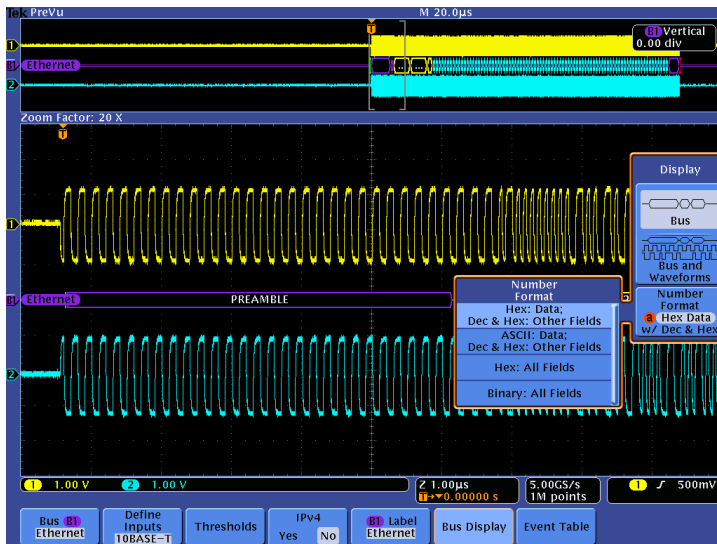 Tek PreVu
M 20.0µs
T
B1 Vertical
0.00 div
1
B1 Ethernet
... ...
2
Zoom Factor: 20 X
T
1
Display
Bus
Bus and
Waveforms
Number
Format
a Hex Data
w/ Dec & Hex
B1 Ethernet
PREAMBLE
Number
Format
Hex: Data;
Dec & Hex: Other Fields
ASCII: Data;
Dec & Hex: Other Fields
Hex: All Fields
Binary: All Fields
2
1 1.00 V 2 1.00 V
Z 1.00µs
T→▾0.00000 s
5.00GS/s
1M points
1 ʃ 500mV
Bus B1
Ethernet
Define
Inputs
10BASE-T
Thresholds
IPv4
Yes No
B1 Label
Ethernet
Bus Display
Event Table